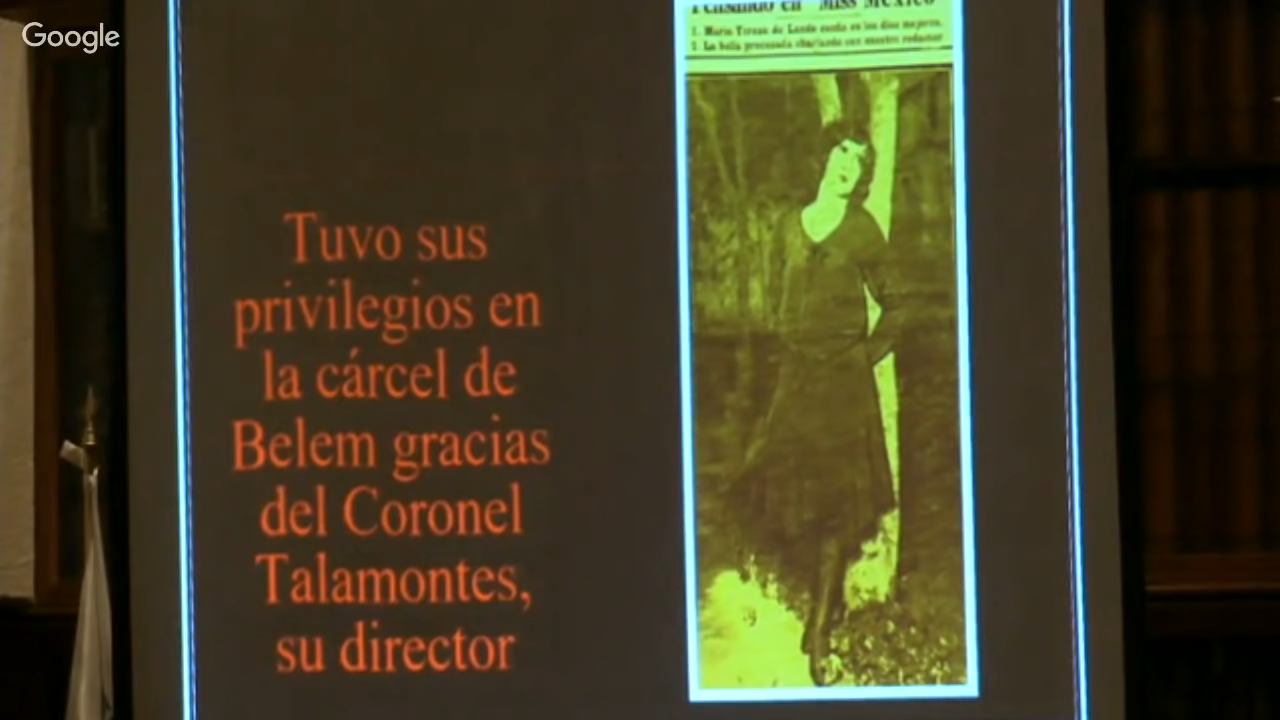 Google
Pensando en "Miss México"
1. María Teresa de Landa sueña en los días mejores.
2. La bella procesada charlando con nuestro redactor
Tuvo sus
privilegios en
la cárcel de
Belem gracias
del Coronel
Talamontes,
su director